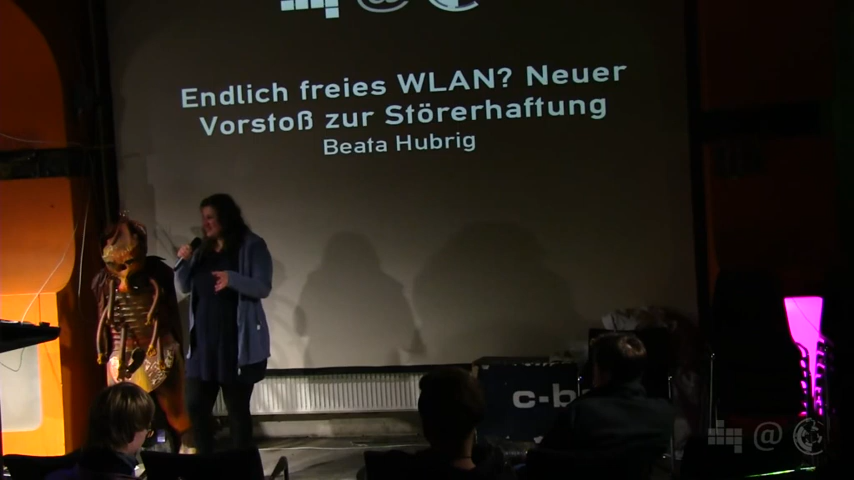 Endlich freies WLAN? Neuer
Vorstoß zur Störerhaftung
Beata Hubrig
c-b
@